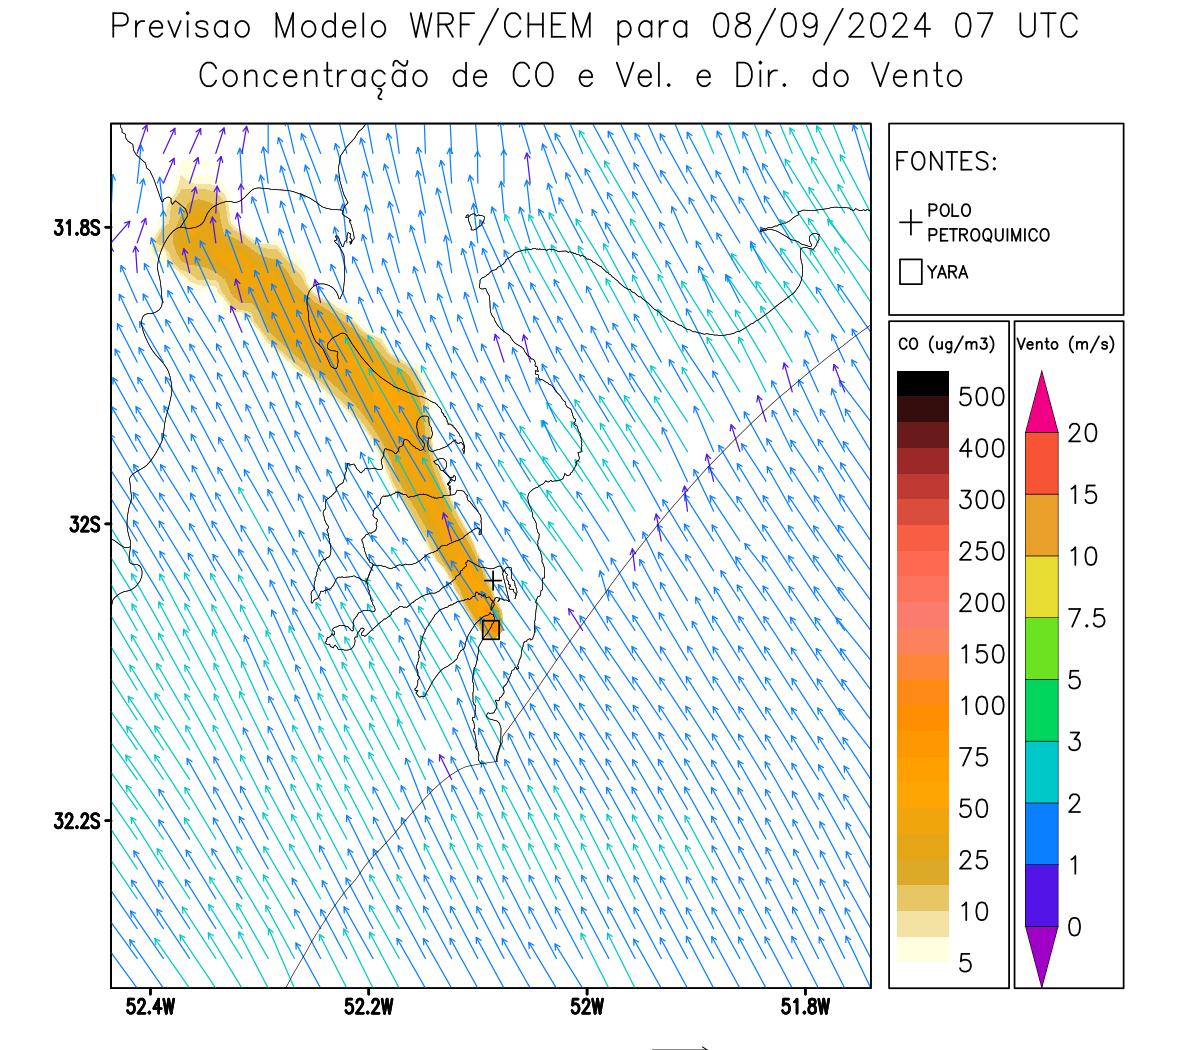 Previsao Modelo WRF/CHEM para 08/09/2024 07 UTC
Concentração de CO e Vel. e Dir. do Vento
FONTES:
POLO
PETROQUIMICO
YARA
CO (ug/m3)
500
400
300
250
200
150
100
75
50
25
10
5
Vento (m/s)
20
15
10
7.5
5
3
2
1
0
31.8S
32S
32.2S
52.4W
52.2W
52W
51.8W